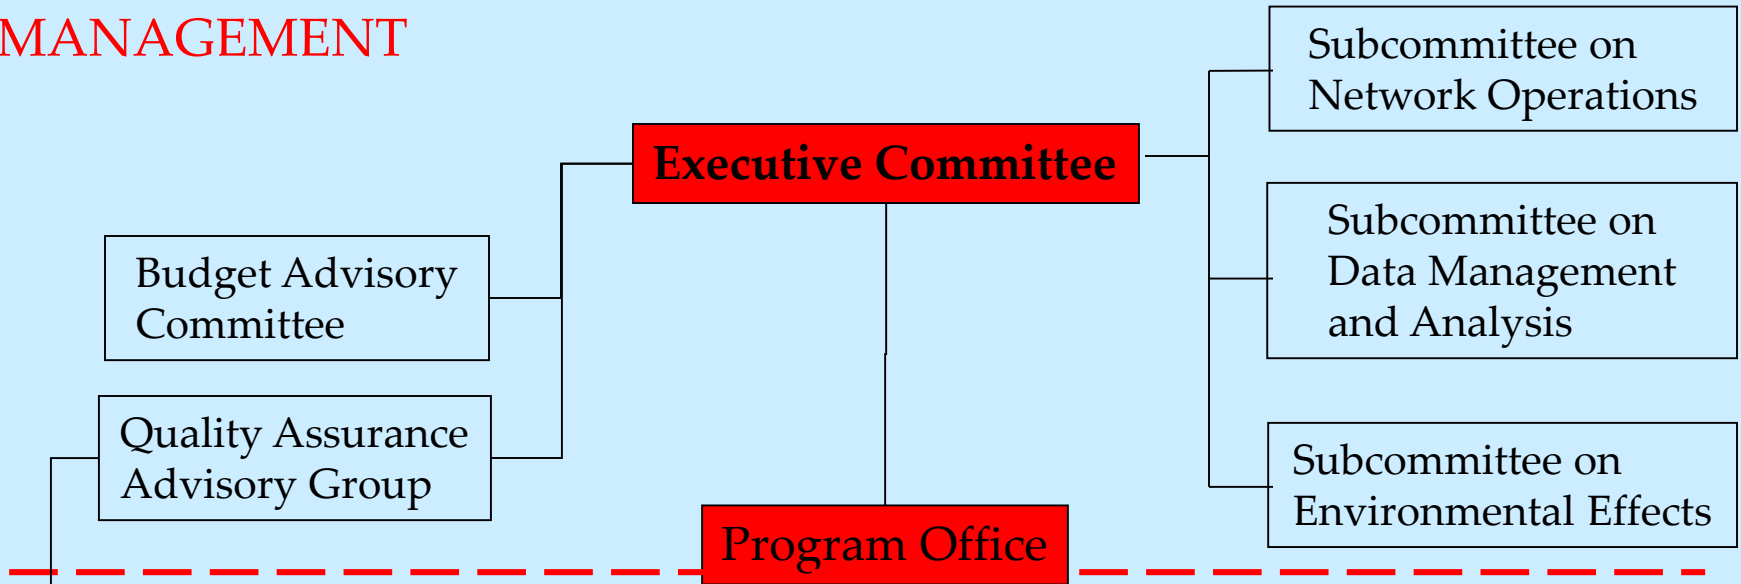 MANAGEMENT
Subcommittee on
Network Operations
Executive Committee
Subcommittee on
Data Management
and Analysis
Budget Advisory
Committee
Quality Assurance
Advisory Group
Subcommittee on
Environmental Effects
Program Office